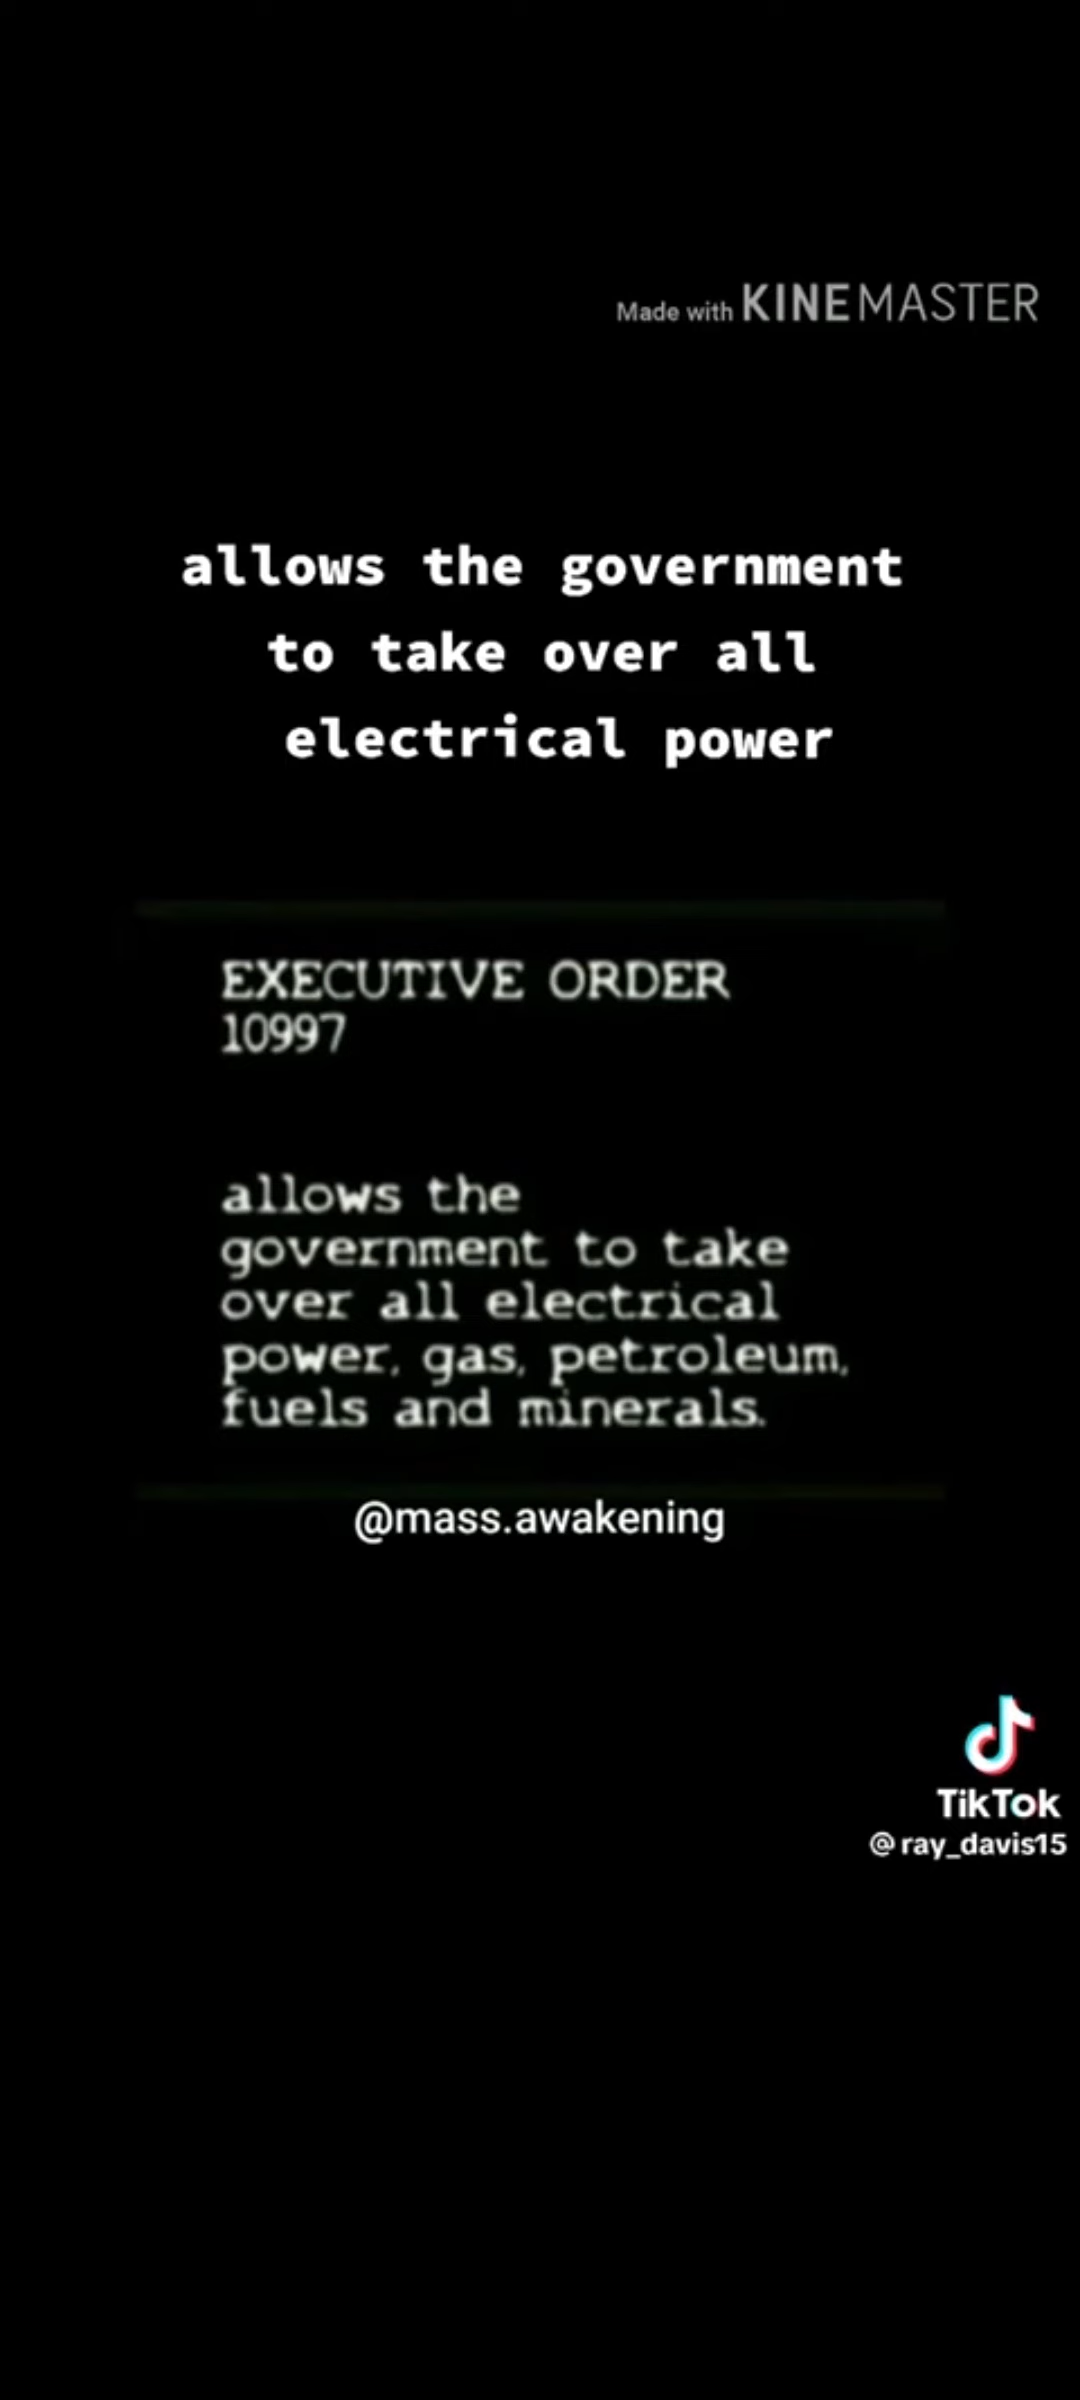 Made with KINEMASTER
allows the government
to take over all
electrical power
EXECUTIVE ORDER
10997
allows the
government to take
over all electrical
power, gas, petroleum,
fuels and minerals.
@mass.awakening
TikTok
@ray_davis15